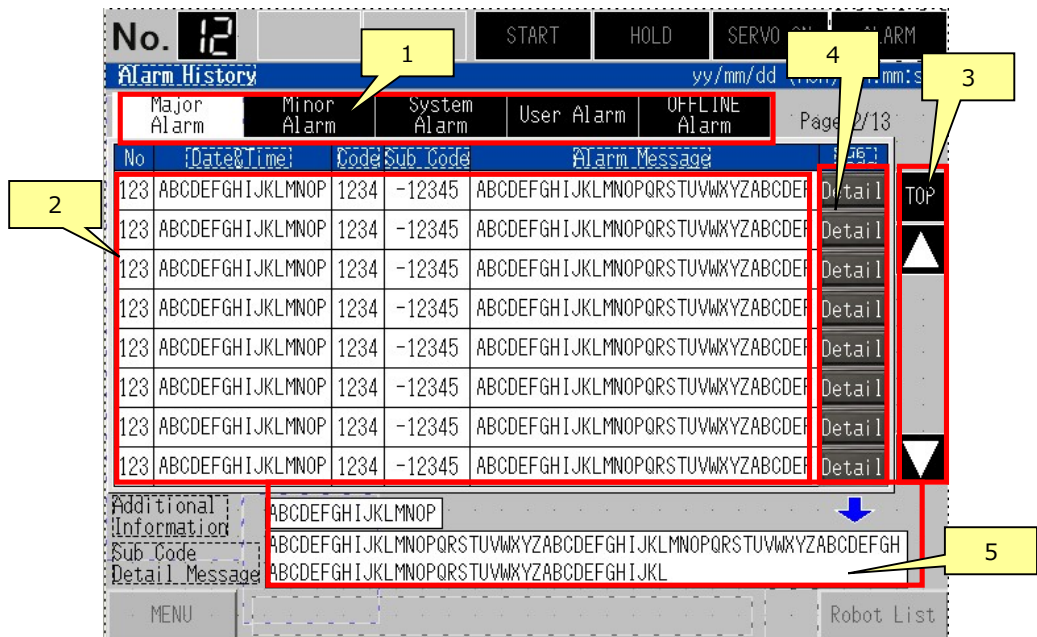 No. 12 START HOLD SERVO ON ALARM
1
4
3
Alarm History yy/mm/dd
Major Alarm Minor Alarm System Alarm User Alarm OFFLINE Alarm Page 2/13
No Date&Time Code Sub Code Alarm Message Sub
123 ABCDEFGHIJKLMNOP 1234 -12345 ABCDEFGHIJKLMNOPQRSTUVWXYZABCDEF Detail TOP
2
123 ABCDEFGHIJKLMNOP 1234 -12345 ABCDEFGHIJKLMNOPQRSTUVWXYZABCDEF Detail
123 ABCDEFGHIJKLMNOP 1234 -12345 ABCDEFGHIJKLMNOPQRSTUVWXYZABCDEF Detail
123 ABCDEFGHIJKLMNOP 1234 -12345 ABCDEFGHIJKLMNOPQRSTUVWXYZABCDEF Detail
123 ABCDEFGHIJKLMNOP 1234 -12345 ABCDEFGHIJKLMNOPQRSTUVWXYZABCDEF Detail
123 ABCDEFGHIJKLMNOP 1234 -12345 ABCDEFGHIJKLMNOPQRSTUVWXYZABCDEF Detail
123 ABCDEFGHIJKLMNOP 1234 -12345 ABCDEFGHIJKLMNOPQRSTUVWXYZABCDEF Detail
123 ABCDEFGHIJKLMNOP 1234 -12345 ABCDEFGHIJKLMNOPQRSTUVWXYZABCDEF Detail
Additional Information ABCDEFGHIJKLMNOP
Sub Code ABCDEFGHIJKLMNOPQRSTUVWXYZABCDEFGHIJKLMNOPQRSTUVWXYZABCDEFGH
Detail Message ABCDEFGHIJKLMNOPQRSTUVWXYZABCDEFGHIJKL
5
MENU Robot List